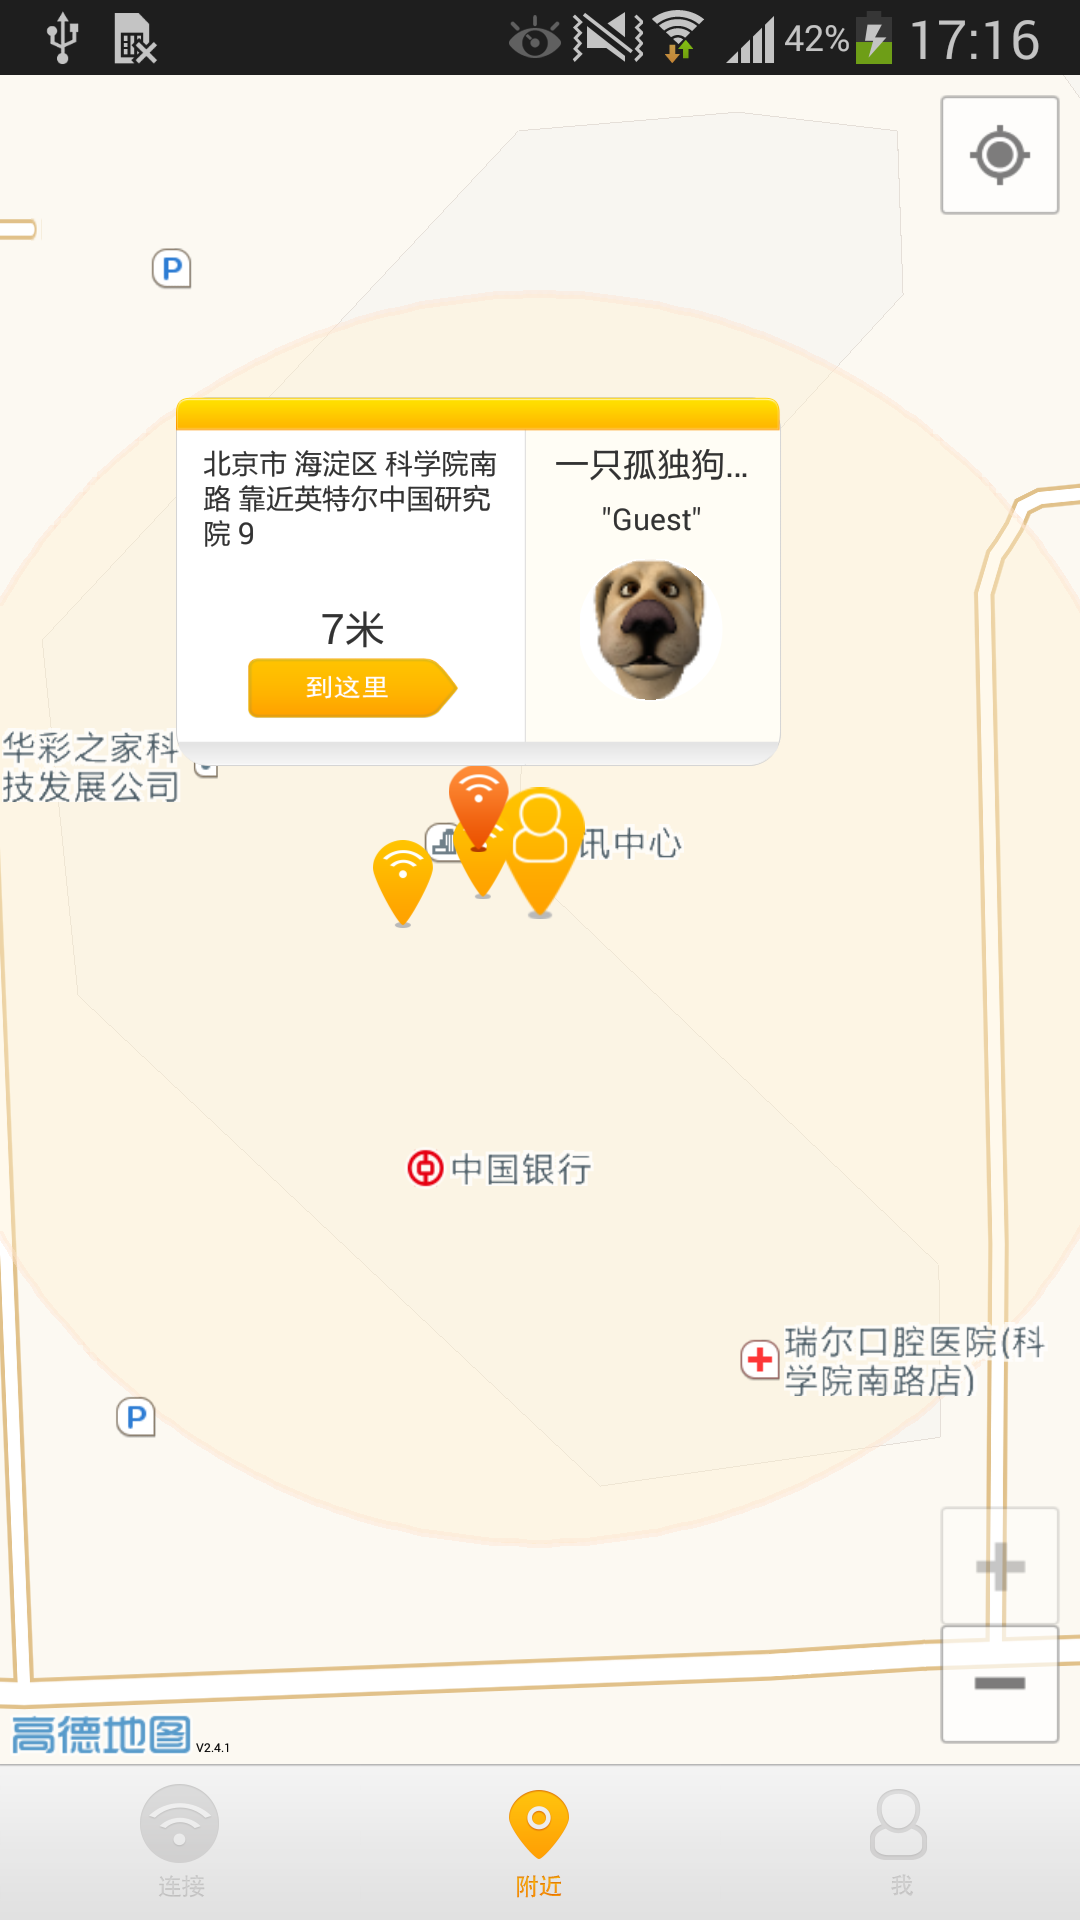 42% 17:16
P
北京市 海淀区 科学院南
路 靠近英特尔中国研究
院 9
7米
到这里
一只孤独狗...
"Guest"
华彩之家科
技发展公司
讯中心
中国银行
瑞尔口腔医院(科
学院南路店)
P
高德地图 V2.4.1
连接
附近
我